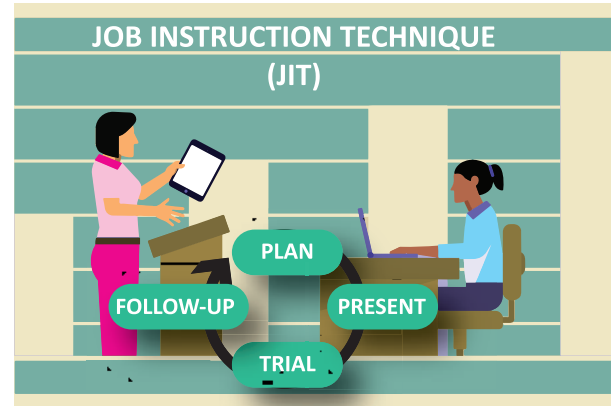 JOB INSTRUCTION TECHNIQUE
(JIT)
PLAN
FOLLOW-UP
PRESENT
TRIAL